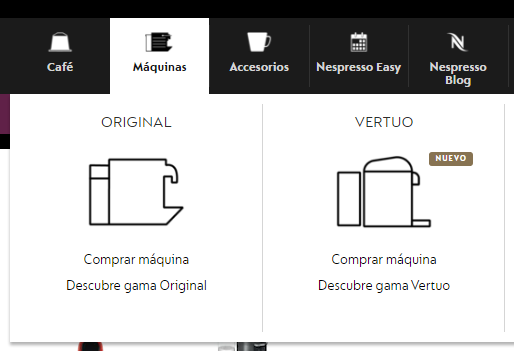 Café
Máquinas
Accesorios
Nespresso Easy
Nespresso
Blog
ORIGINAL
Comprar máquina
Descubre gama Original
VERTUO
NUEVO
Comprar máquina
Descubre gama Vertuo